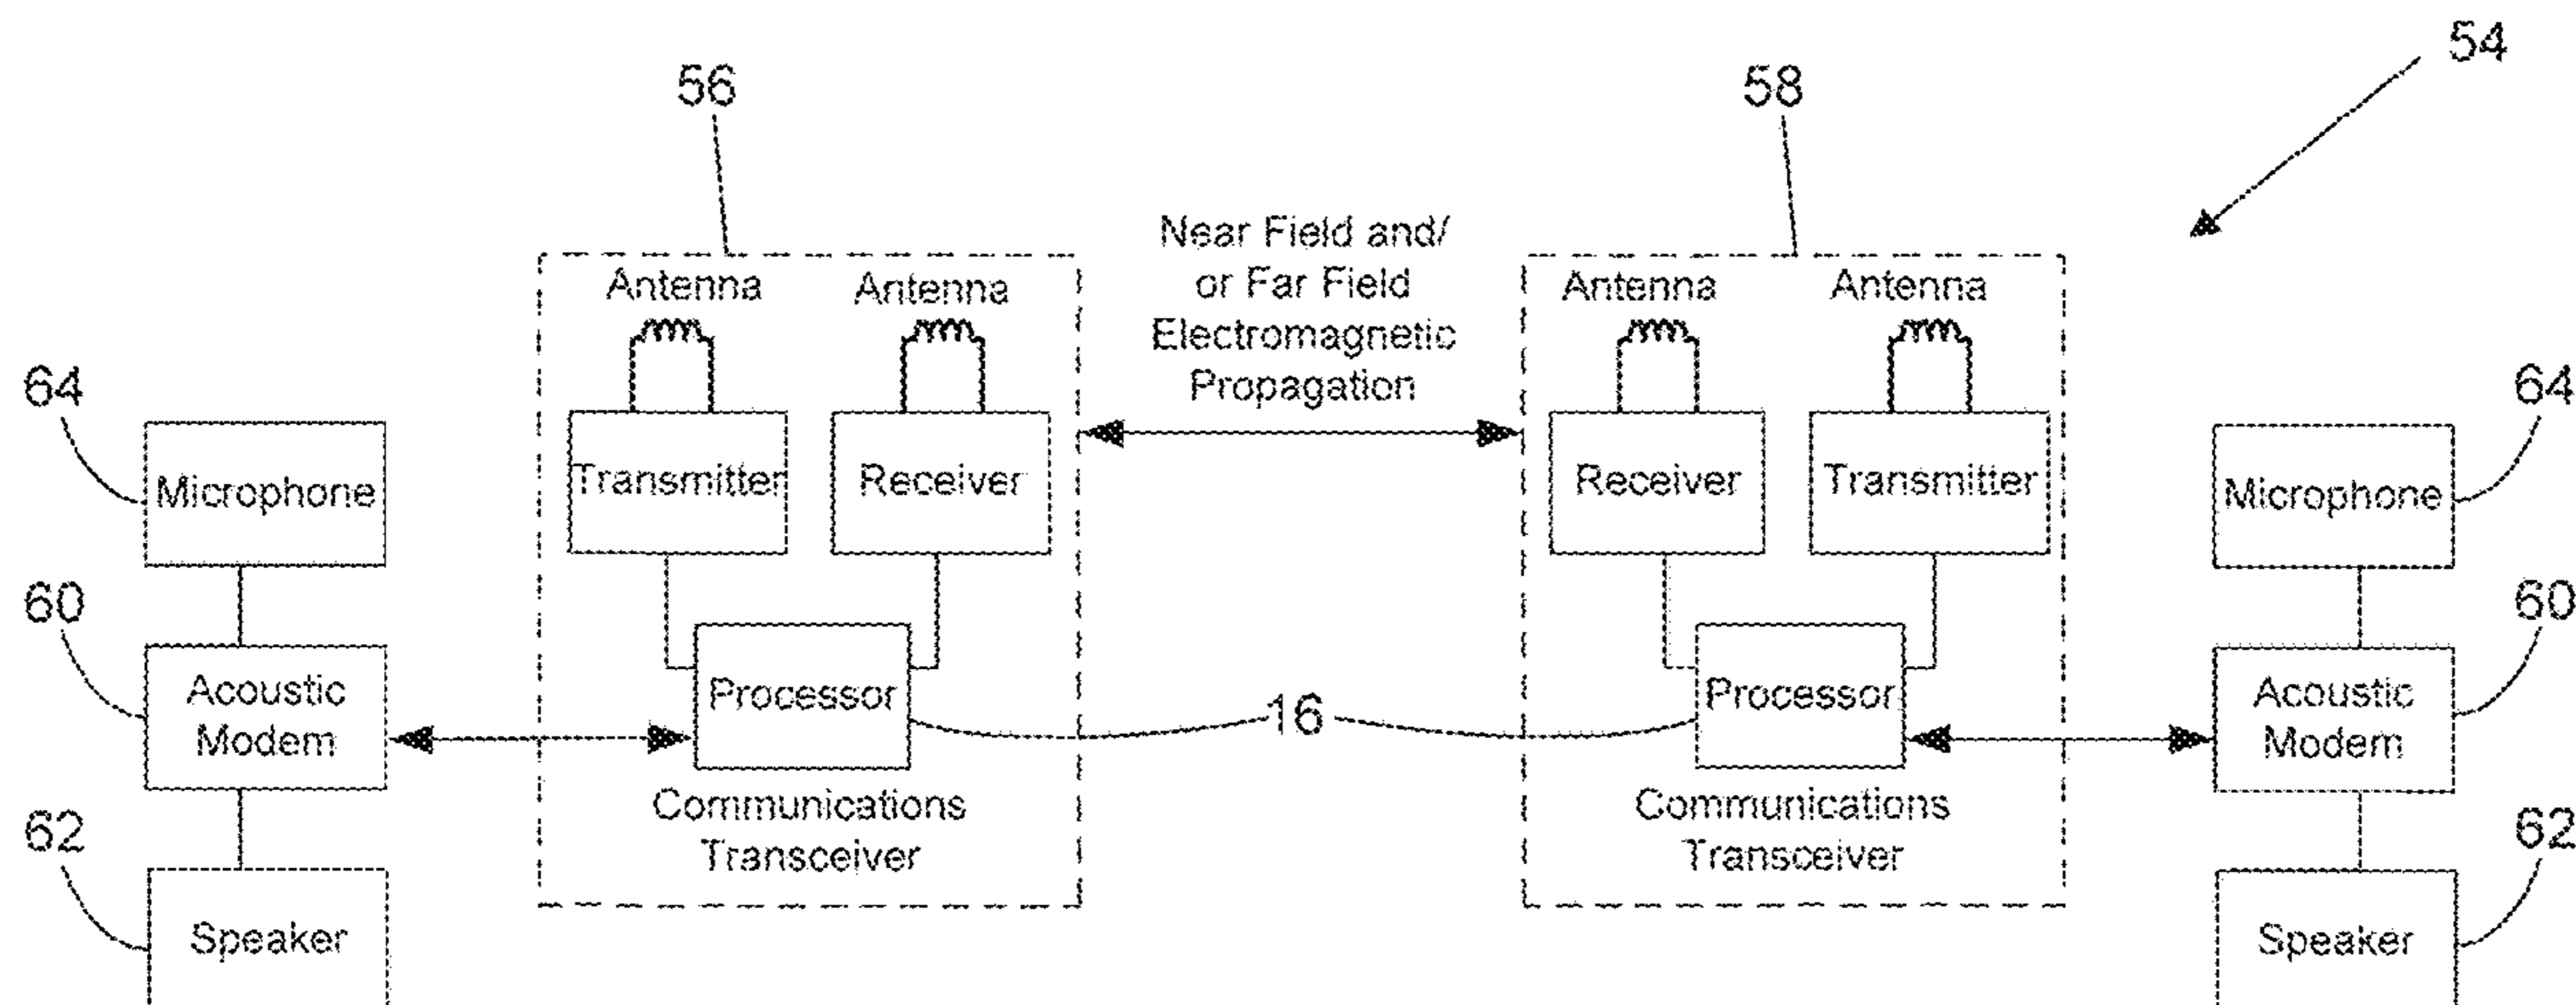 54
56
58
Near Field and/
or Far Field
Electromagnetic
Propagation
Antenna
Antenna
Antenna
Antenna
64
64
Microphone
Transmitter
Receiver
Receiver
Transmitter
Microphone
60
60
Acoustic
Modem
Processor
16
Processor
Acoustic
Modem
Communications
Transceiver
Communications
Transceiver
62
62
Speaker
Speaker